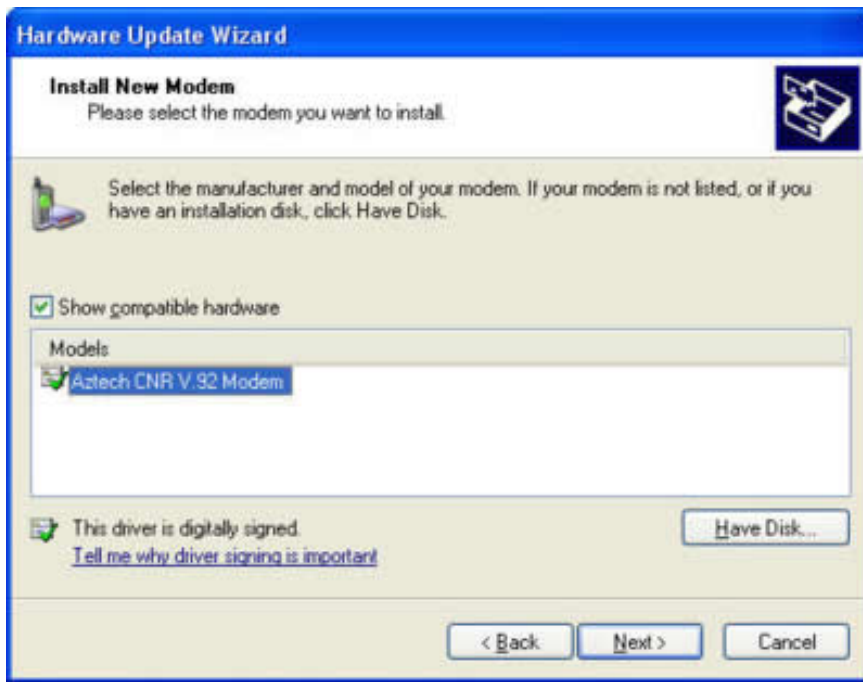 Hardware Update Wizard
Install New Modem
Please select the modem you want to install.
Select the manufacturer and model of your modem. If your modem is not listed, or if you
have an installation disk, click Have Disk.
Show compatible hardware
Models
Aztech CNR V.92 Modem
This driver is digitally signed.
Have Disk...
Tell me why driver signing is important
< Back
Next >
Cancel